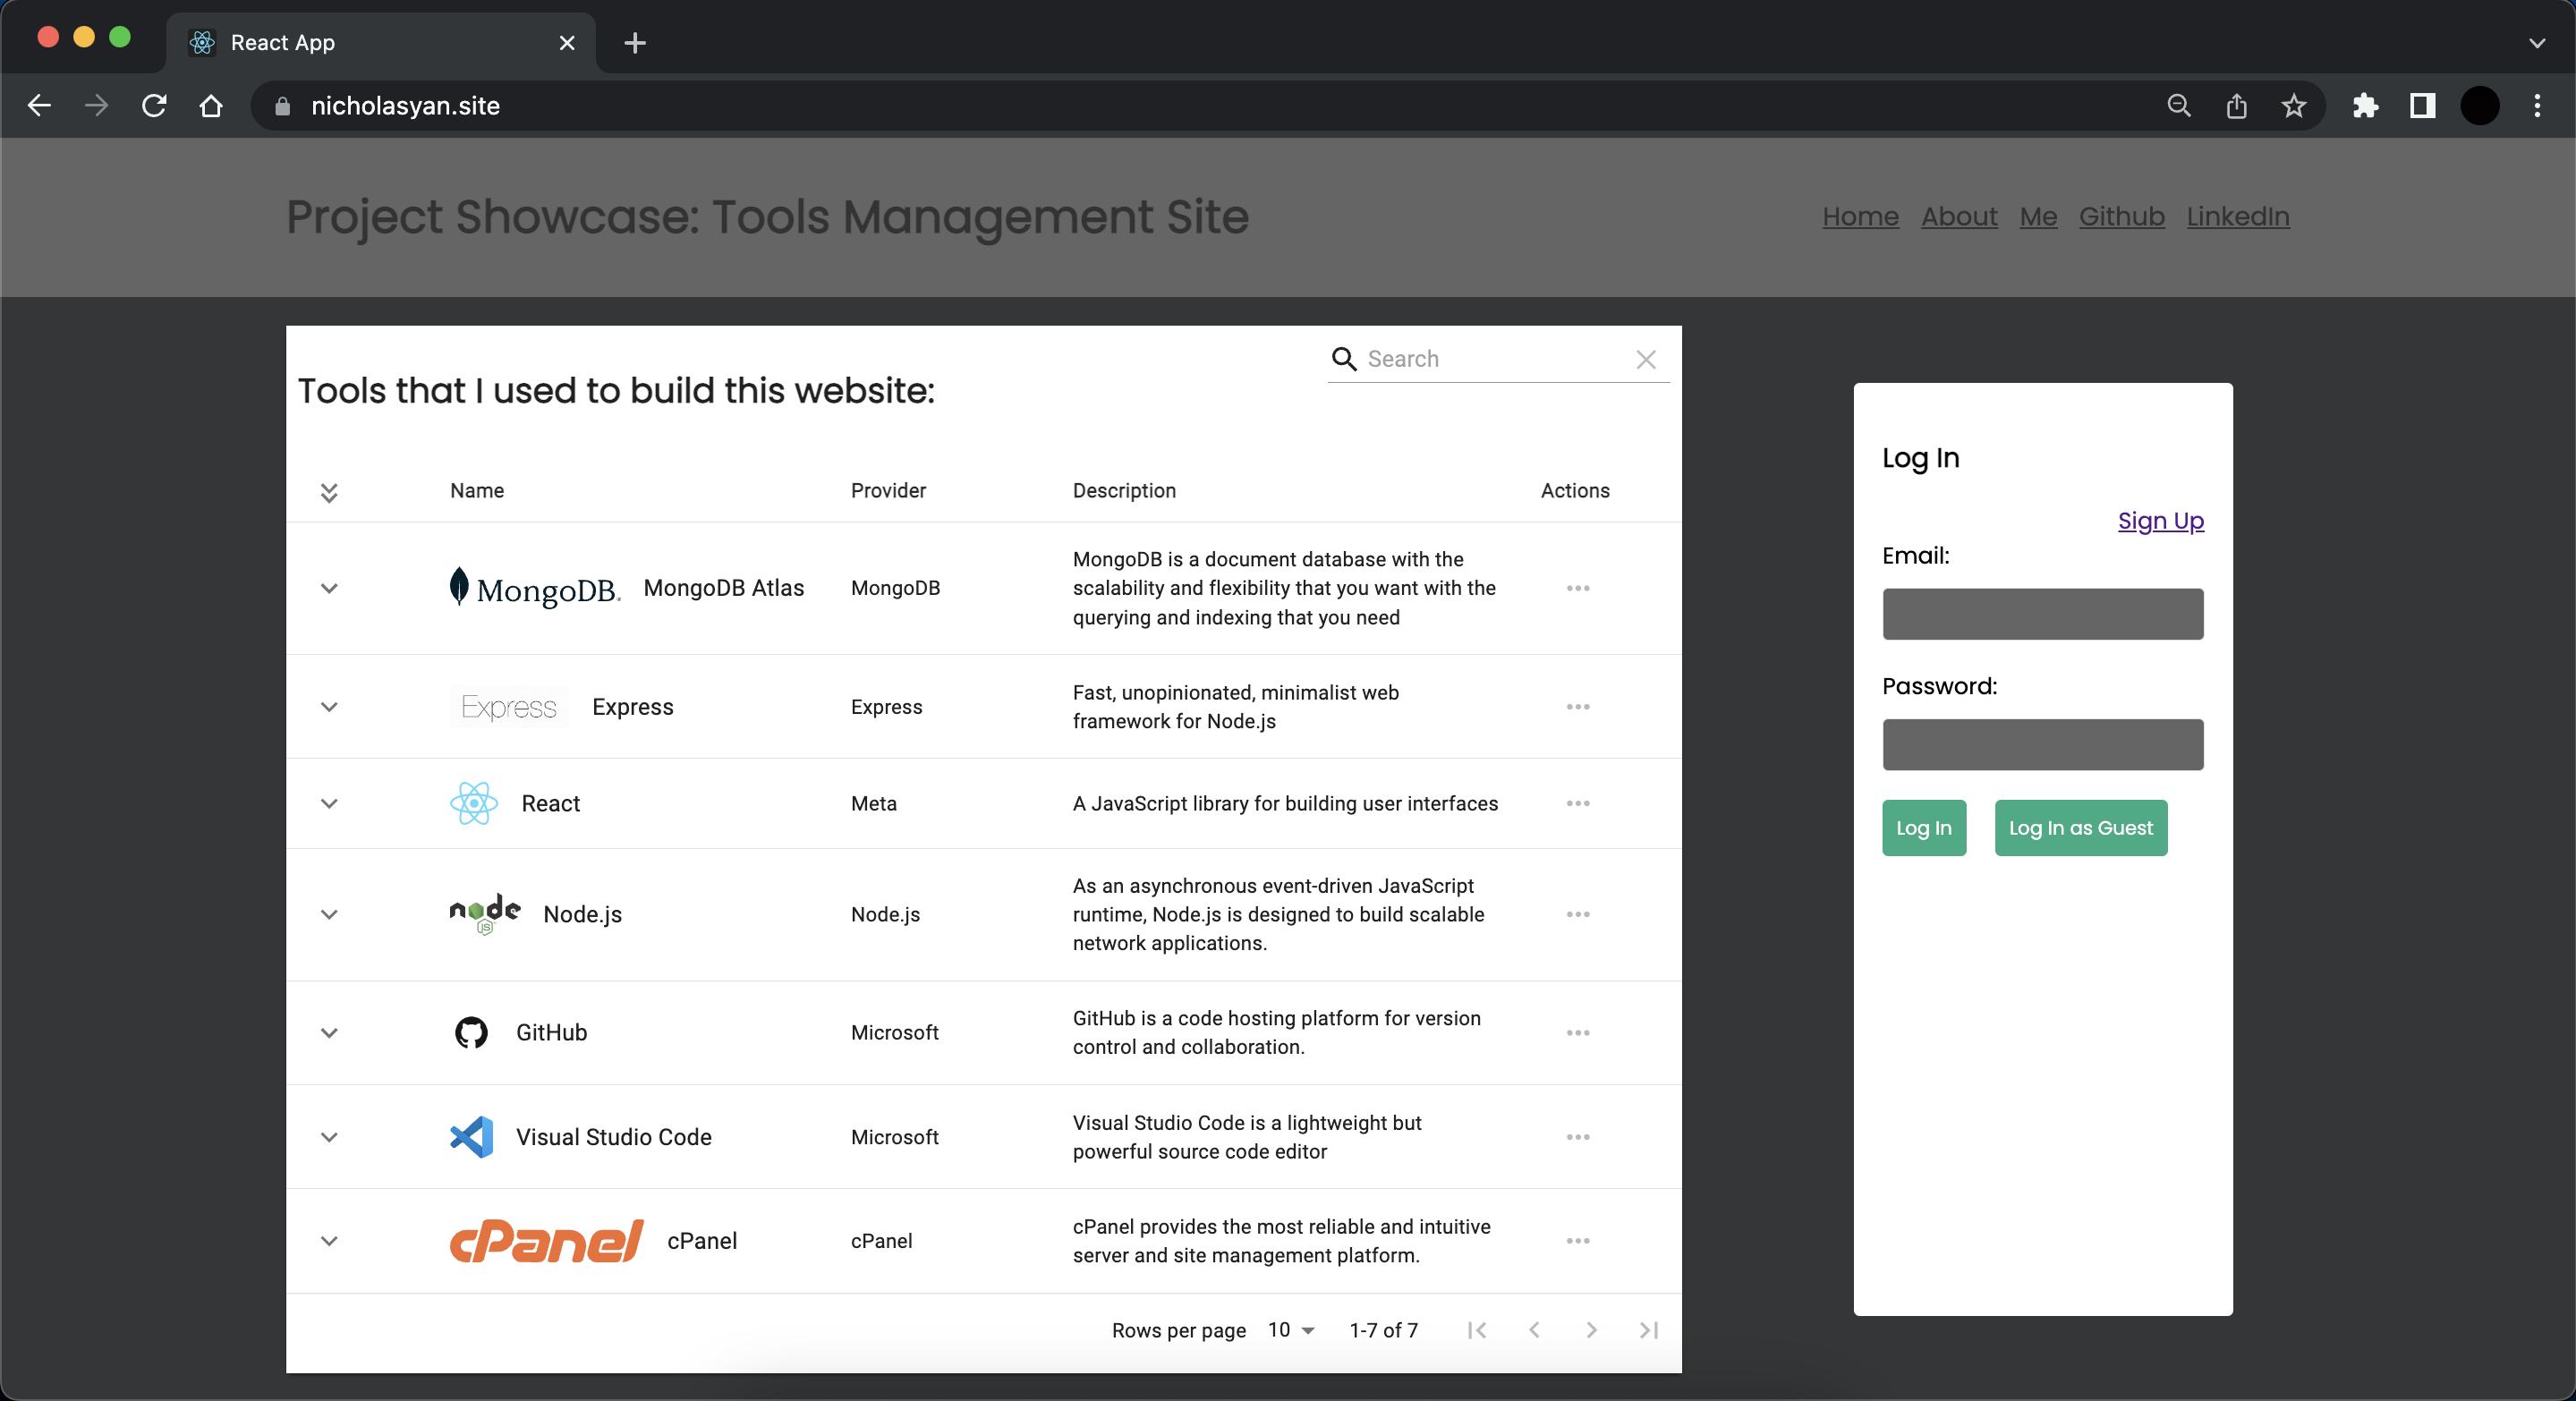 React App
nicholasyan.site
Project Showcase: Tools Management Site
Home About Me Github LinkedIn
Search
Tools that I used to build this website:
Name Provider Description Actions
MongoDB. MongoDB Atlas MongoDB
MongoDB is a document database with the
scalability and flexibility that you want with the
querying and indexing that you need
Express Express Express
Fast, unopinionated, minimalist web
framework for Node.js
React Meta A JavaScript library for building user interfaces
node JS Node.js Node.js
As an asynchronous event-driven JavaScript
runtime, Node.js is designed to build scalable
network applications.
GitHub Microsoft
GitHub is a code hosting platform for version
control and collaboration.
Visual Studio Code Microsoft
Visual Studio Code is a lightweight but
powerful source code editor
cPanel cPanel cPanel
cPanel provides the most reliable and intuitive
server and site management platform.
Rows per page 10 1-7 of 7
Log In
Sign Up
Email:
Password:
Log In Log In as Guest